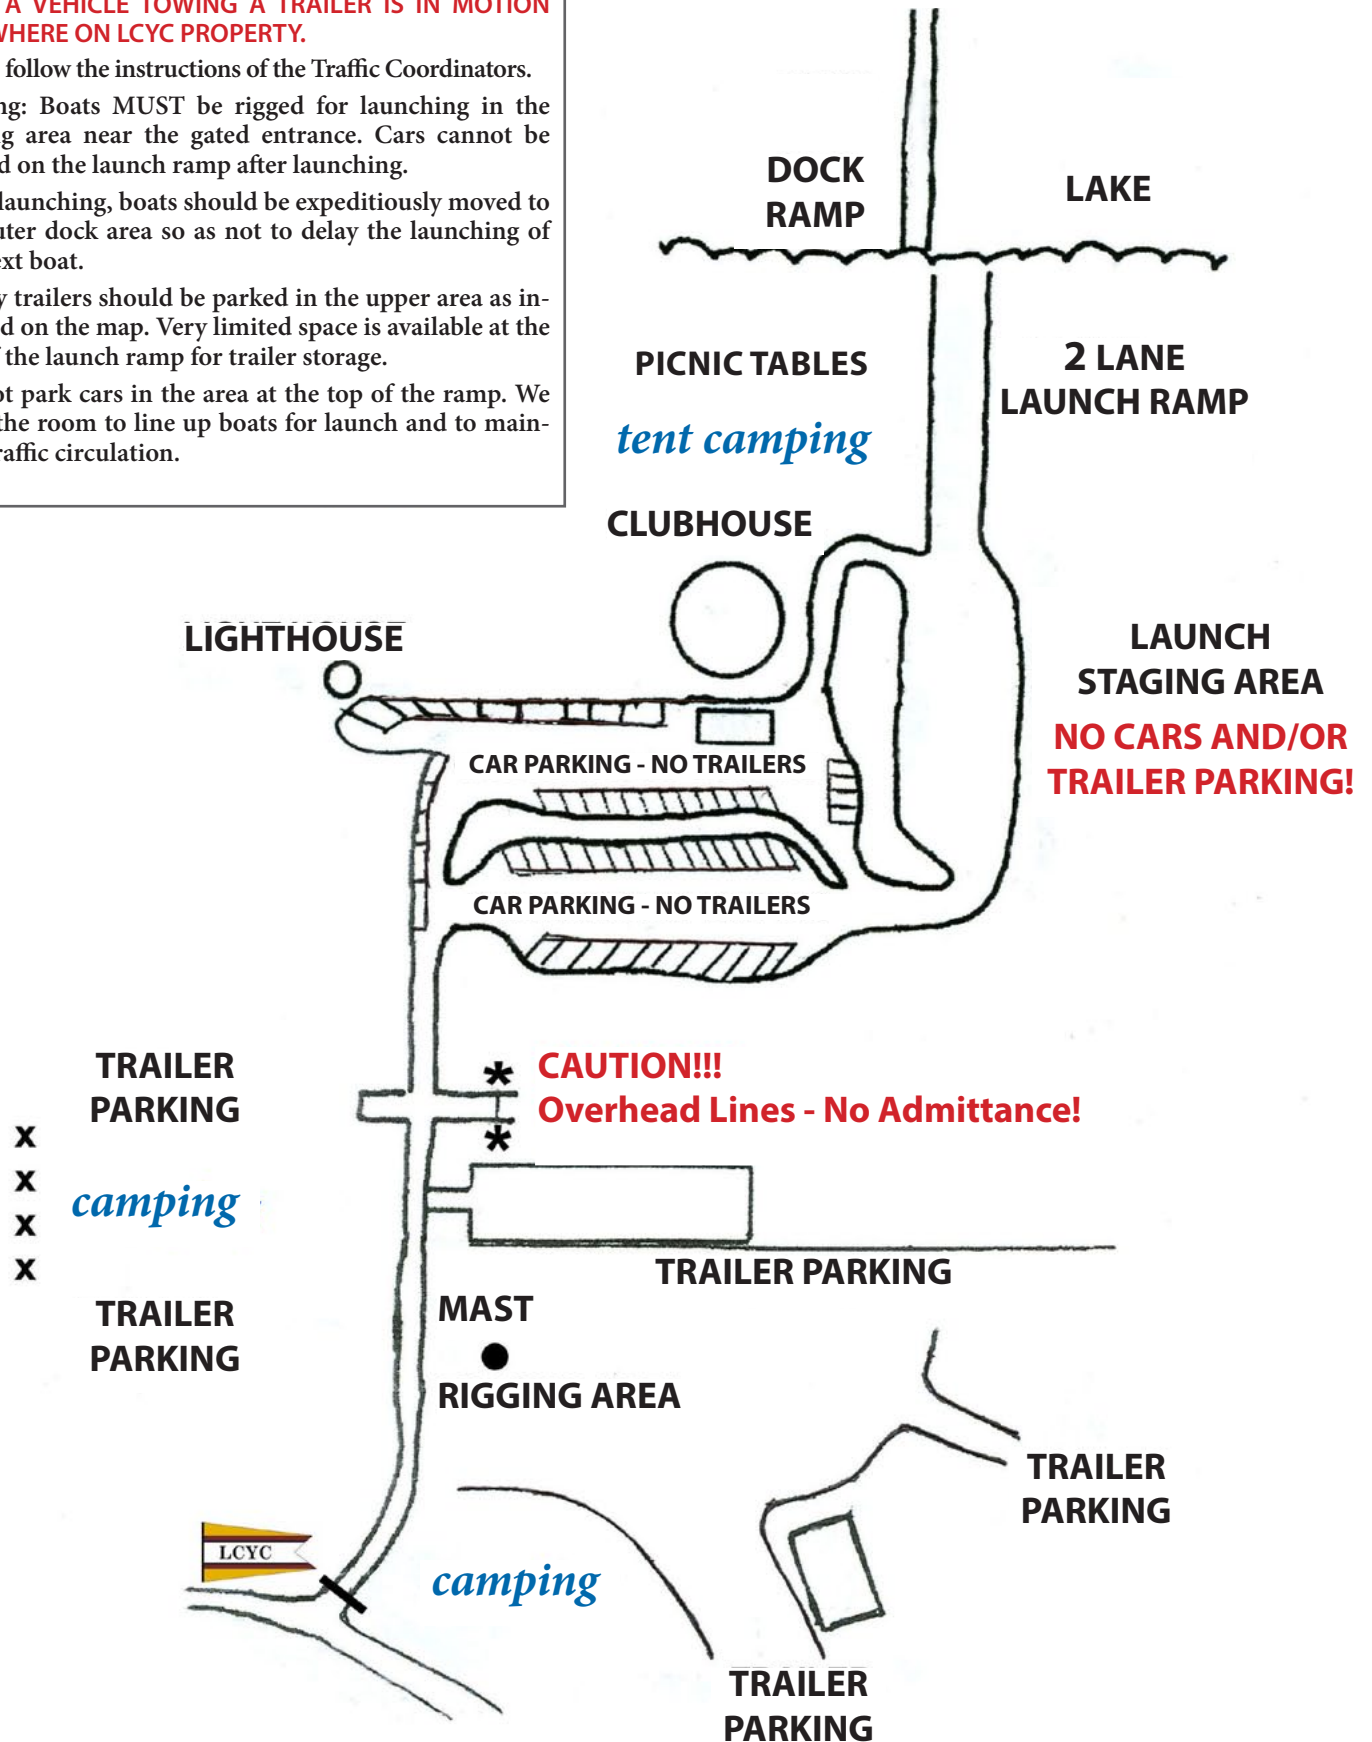 A VEHICLE TOWING A TRAILER IS IN MOTION
WHERE ON LCYC PROPERTY.
follow the instructions of the Traffic Coordinators.
ng: Boats MUST be rigged for launching in the
g area near the gated entrance. Cars cannot be
d on the launch ramp after launching.
launching, boats should be expeditiously moved to
uter dock area so as not to delay the launching of
ext boat.
y trailers should be parked in the upper area as in-
d on the map. Very limited space is available at the
f the launch ramp for trailer storage.
ot park cars in the area at the top of the ramp. We
the room to line up boats for launch and to main-
raffic circulation.
DOCK
RAMP
LAKE
PICNIC TABLES
2 LANE
LAUNCH RAMP
tent camping
CLUBHOUSE
LIGHTHOUSE
LAUNCH
STAGING AREA
NO CARS AND/OR
TRAILER PARKING!
CAR PARKING - NO TRAILERS
CAR PARKING - NO TRAILERS
TRAILER
PARKING
* CAUTION!!!
Overhead Lines - No Admittance!
*
x
x
x
x
camping
TRAILER PARKING
TRAILER
PARKING
MAST
RIGGING AREA
TRAILER
PARKING
LCYC
camping
TRAILER
PARKING